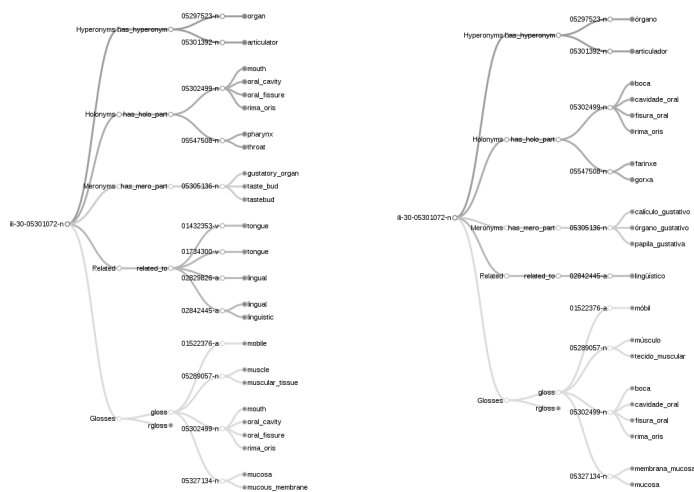 ili-30-05301072-n
Hyperonyms
has_hyperonym
05297523-n
organ
05301392-n
articulator
Holonyms
has_holo_part
05302499-n
mouth
oral_cavity
oral_fissure
rima_oris
05547508-n
pharynx
throat
Meronyms
has_mero_part
05305136-n
gustatory_organ
taste_bud
tastebud
Related
related_to
01432353-v
tongue
01734300-v
tongue
02829826-a
lingual
02842445-a
lingual
linguistic
Glosses
gloss
01522376-a
mobile
05289057-n
muscle
muscular_tissue
05302499-n
mouth
oral_cavity
oral_fissure
rima_oris
05327134-n
mucosa
mucous_membrane
rgloss
ili-30-05301072-n
Hyperonyms
has_hyperonym
05297523-n
órgano
05301392-n
articulador
Holonyms
has_holo_part
05302499-n
boca
cavidade_oral
fisura_oral
rima_oris
05547508-n
farinxe
gorxa
Meronyms
has_mero_part
05305136-n
calículo_gustativo
órgano_gustativo
papila_gustativa
Related
related_to
02842445-a
lingüístico
Glosses
gloss
01522376-a
móbil
05289057-n
músculo
tecido_muscular
05302499-n
boca
cavidade_oral
fisura_oral
rima_oris
05327134-n
membrana_mucosa
mucosa
rgloss